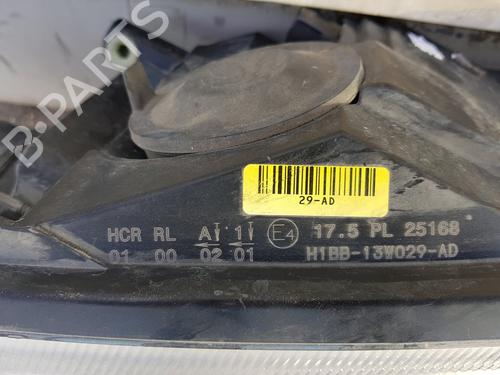 B-PARTS
29-AD
HCR RL A 1 E4 17.5 PL 25168
01 00 02 01 H1BB-13W029-AD